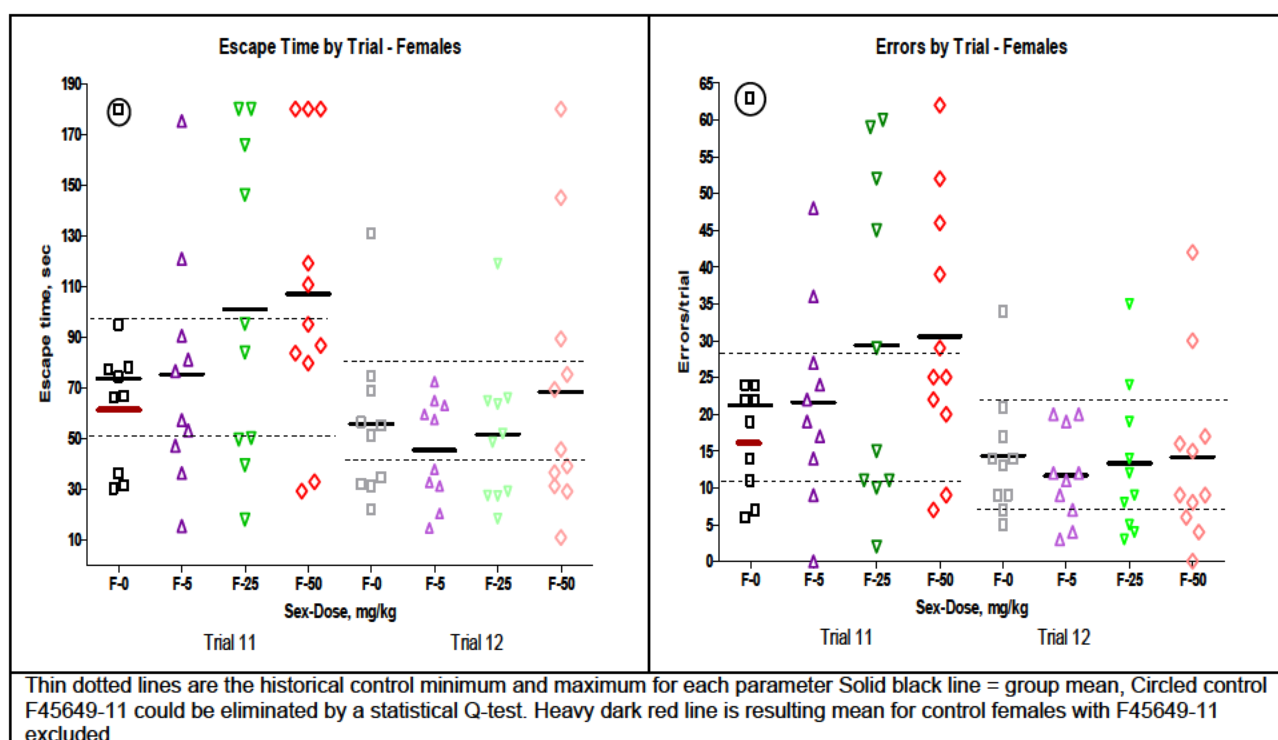 Escape Time by Trial - Females
190
170
150
130
110
90
70
50
30
10
Escape time, sec
F-0 F-5 F-25 F-50 F-0 F-5 F-25 F-50
Sex-Dose, mg/kg
Trial 11 Trial 12
Errors by Trial - Females
65
60
55
50
45
40
35
30
25
20
15
10
5
0
Errors/trial
F-0 F-5 F-25 F-50 F-0 F-5 F-25 F-50
Sex-Dose, mg/kg
Trial 11 Trial 12
Thin dotted lines are the historical control minimum and maximum for each parameter Solid black line = group mean, Circled control
F45649-11 could be eliminated by a statistical Q-test. Heavy dark red line is resulting mean for control females with F45649-11
excluded